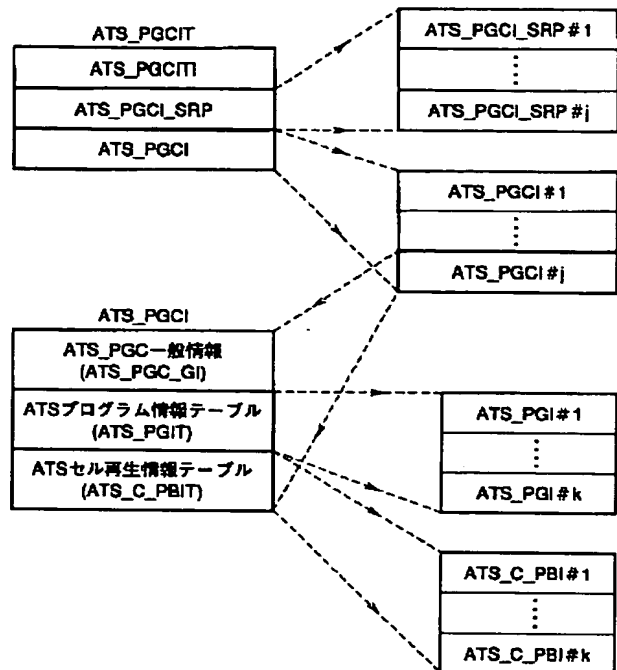 ATS_PGCIT
ATS_PGCITI
ATS_PGCI_SRP
ATS_PGCI
ATS_PGCI_SRP#1
ATS_PGCI_SRP#j
ATS_PGCI#1
ATS_PGCI#j
ATS_PGCI
ATS_PGC一般情報
(ATS_PGC_GI)
ATSプログラム情報テーブル
(ATS_PGIT)
ATSセル再生情報テーブル
(ATS_C_PBIT)
ATS_PGI#1
ATS_PGI#k
ATS_C_PBI#1
ATS_C_PBI#k